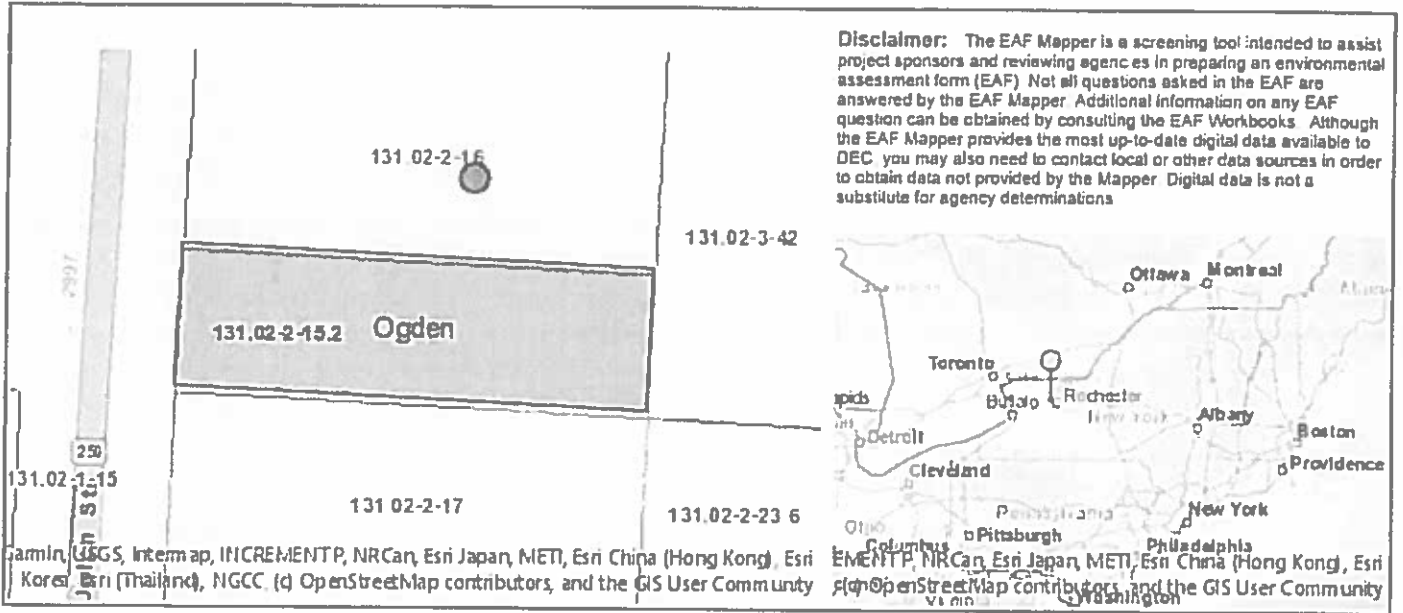 Disclaimer: The EAF Mapper is a screening tool intended to assist
project sponsors and reviewing agencies in preparing an environmental
assessment form (EAF) Not all questions asked in the EAF are
answered by the EAF Mapper Additional information on any EAF
question can be obtained by consulting the EAF Workbooks Although
the EAF Mapper provides the most up-to-date digital data available to
DEC you may also need to contact local or other data sources in order
to obtain data not provided by the Mapper Digital data is not a
substitute for agency determinations
131.02-2-16
131.02-3-42
2997
131.02-2-15.2 Ogden
250
131.02-1-15
131 02-2-17
131.02-2-23 6
Garmin, USGS, Intermap, INCREMENT P, NRCan, Esri Japan, METI, Esri China (Hong Kong), Esri
Korea, Esri (Thailand), NGCC, (c) OpenStreetMap contributors, and the GIS User Community
Ottawa
Montreal
Toronto
Buffalo
Rochester
apids
Detroit
Albany
Boston
Cleveland
Providence
New York
Pittsburgh
Columbus
Philadelphia
EMENT P, NRCan, Esri Japan, METI, Esri China (Hong Kong), Esri
(c) OpenStreetMap contributors, and the GIS User Community
Washington